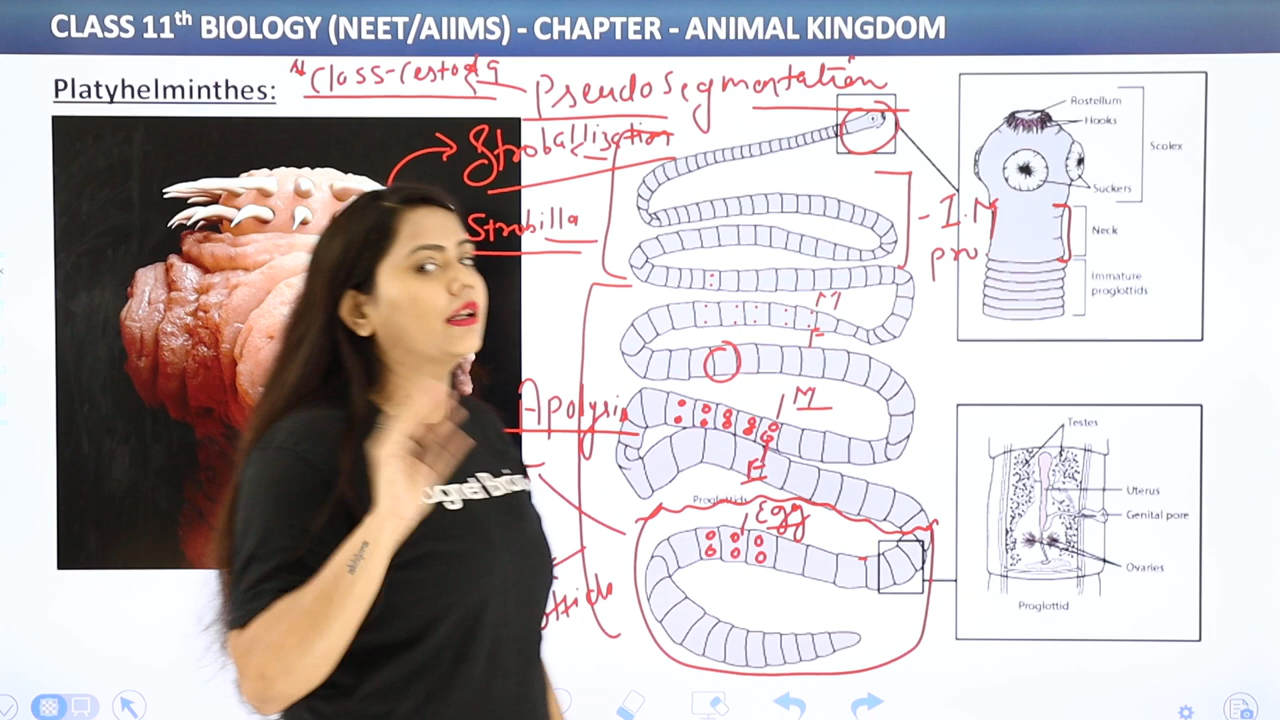 CLASS 11th BIOLOGY (NEET/AIIMS) - CHAPTER - ANIMAL KINGDOM
Platyhelminthes:
Class-Cestoda
Pseudosegmentation
Strobilla
Apolysis
- I.M
pro
M
F
M
F
Egg
Proglottids
Rostellum
Hooks
Scolex
Suckers
Neck
Immature
proglottids
Testes
Uterus
Genital pore
Ovaries
Proglottid